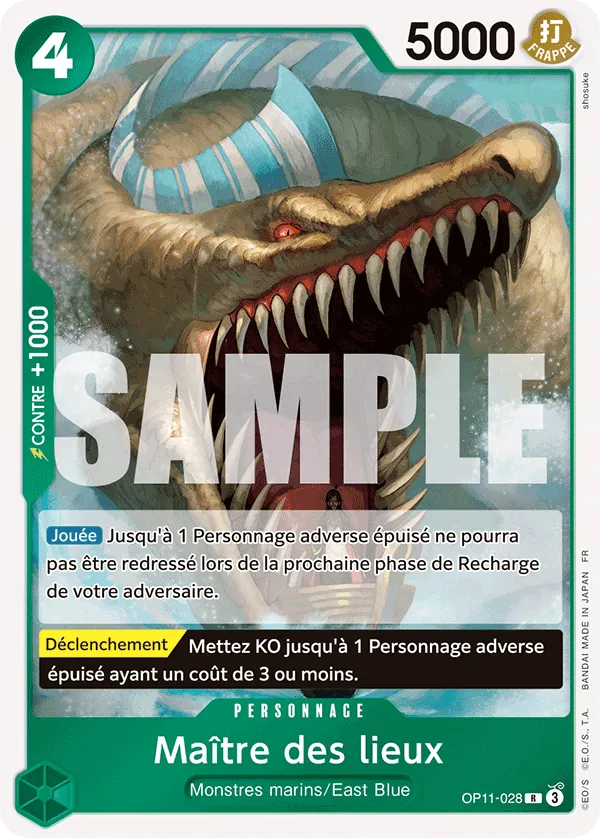 4
5000
打
FRAPPE
shosuke
CONTRE +1000
SAMPLE
Jouée Jusqu'à 1 Personnage adverse épuisé ne pourra
pas être redressé lors de la prochaine phase de Recharge
de votre adversaire.
Déclenchement Mettez KO jusqu'à 1 Personnage adverse
épuisé ayant un coût de 3 ou moins.
PERSONNAGE
Maître des lieux
Monstres marins/East Blue
OP11-028 R 3
©E.O/S ©E.O./S., T.A. BANDAI MADE IN JAPAN FR